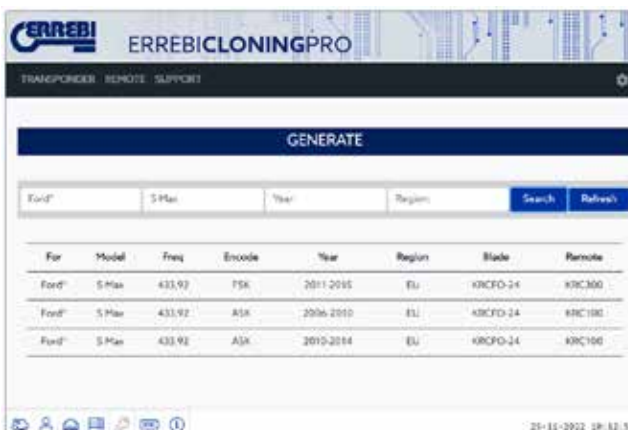 ERREBI
ERREBICLONINGPRO
TRANSPONDER REMOTE SUPPORT
GENERATE
Ford* S Max Year Region Search Refresh
For Model Freq Encode Year Region Blade Remote
Ford* S Max 433,92 FSK 2011-2015 EU KRCFO-24 KRC300
Ford* S Max 433,92 ASK 2006-2010 EU KRCFO-24 KRC100
Ford* S Max 433,92 ASK 2010-2014 EU KRCFO-24 KRC100